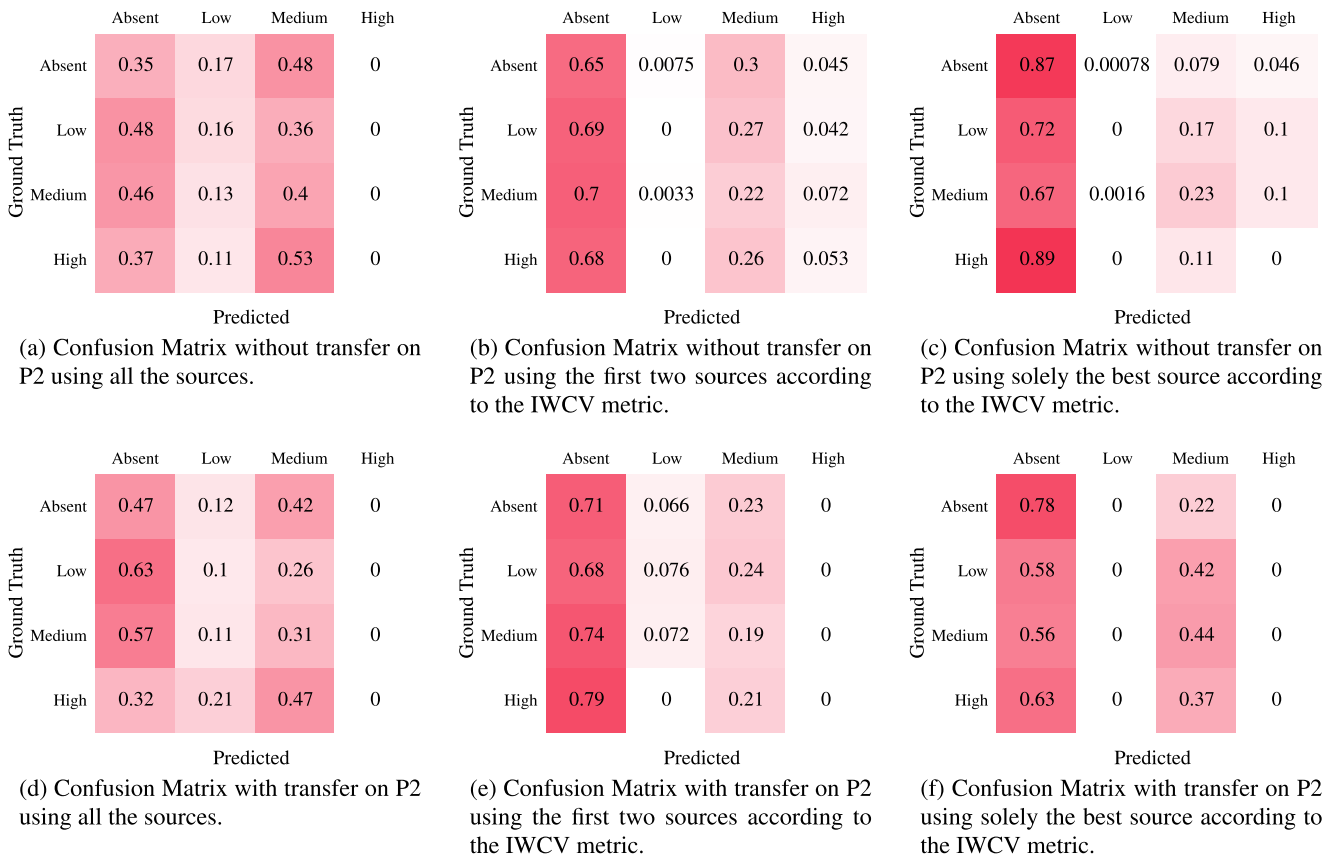 Absent Low Medium High
Absent 0.35 0.17 0.48 0
Low 0.48 0.16 0.36 0
Medium 0.46 0.13 0.4 0
High 0.37 0.11 0.53 0
Ground Truth
Predicted
(a) Confusion Matrix without transfer on
P2 using all the sources.
Absent Low Medium High
Absent 0.65 0.0075 0.3 0.045
Low 0.69 0 0.27 0.042
Medium 0.7 0.0033 0.22 0.072
High 0.68 0 0.26 0.053
Ground Truth
Predicted
(b) Confusion Matrix without transfer on
P2 using the first two sources according
to the IWCV metric.
Absent Low Medium High
Absent 0.87 0.00078 0.079 0.046
Low 0.72 0 0.17 0.1
Medium 0.67 0.0016 0.23 0.1
High 0.89 0 0.11 0
Ground Truth
Predicted
(c) Confusion Matrix without transfer on
P2 using solely the best source according
to the IWCV metric.
Absent Low Medium High
Absent 0.47 0.12 0.42 0
Low 0.63 0.1 0.26 0
Medium 0.57 0.11 0.31 0
High 0.32 0.21 0.47 0
Ground Truth
Predicted
(d) Confusion Matrix with transfer on P2
using all the sources.
Absent Low Medium High
Absent 0.71 0.066 0.23 0
Low 0.68 0.076 0.24 0
Medium 0.74 0.072 0.19 0
High 0.79 0 0.21 0
Ground Truth
Predicted
(e) Confusion Matrix with transfer on P2
using the first two sources according to
the IWCV metric.
Absent Low Medium High
Absent 0.78 0 0.22 0
Low 0.58 0 0.42 0
Medium 0.56 0 0.44 0
High 0.63 0 0.37 0
Ground Truth
Predicted
(f) Confusion Matrix with transfer on P2
using solely the best source according to
the IWCV metric.